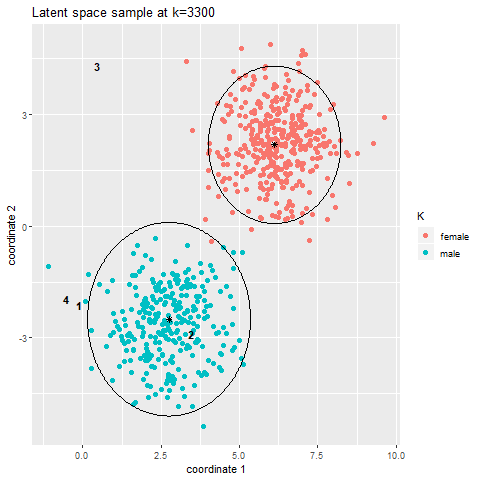 Latent space sample at k=3300
3
3
K
female
male
0
coordinate 2
4
1
2
-3
0.0
2.5
5.0
7.5
10.0
coordinate 1